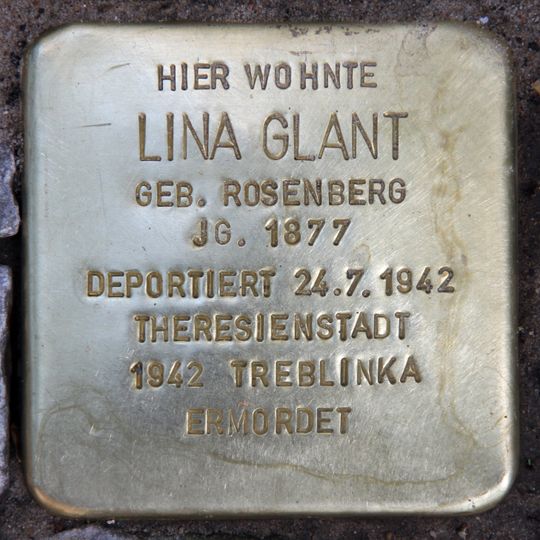 HIER WOHNTE
LINA GLANT
GEB. ROSENBERG
JG. 1877
DEPORTIERT 24.7.1942
THERESIENSTADT
1942 TREBLINKA
ERMORDET